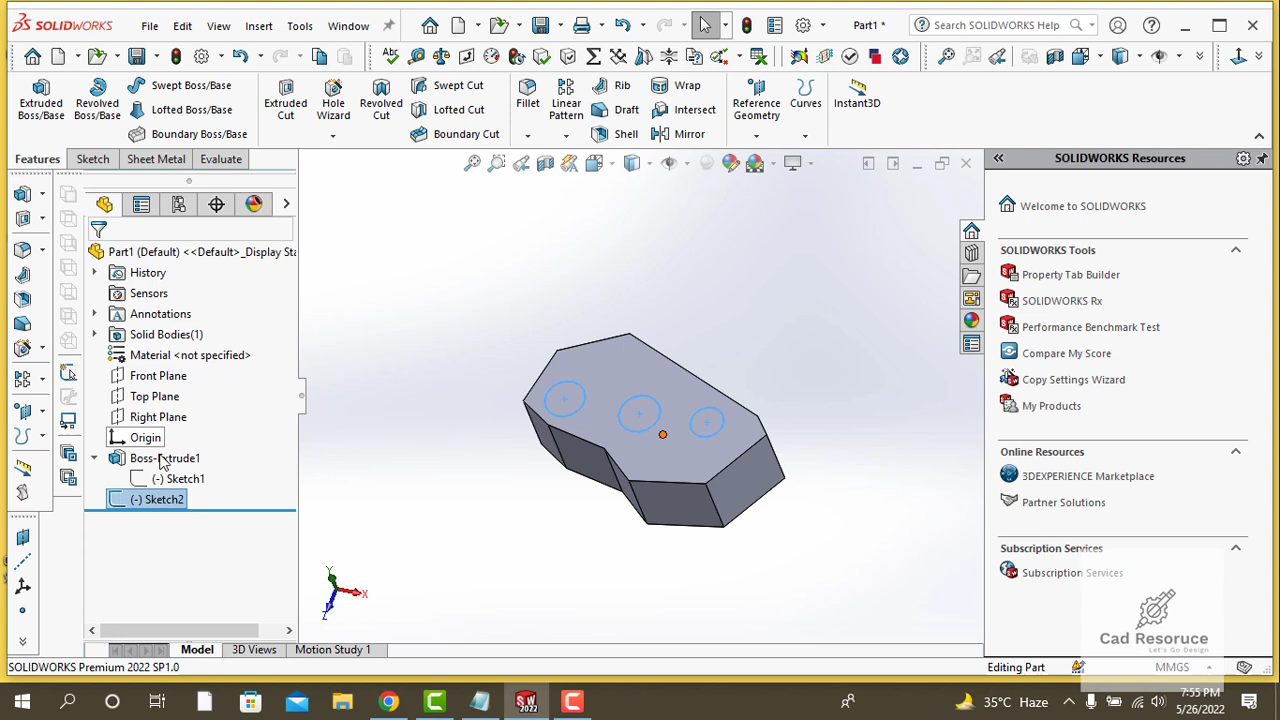 SOLIDWORKS File Edit View Insert Tools Window Part1 * Search SOLIDWORKS Help
Extruded Boss/Base
Revolved Boss/Base
Swept Boss/Base
Lofted Boss/Base
Boundary Boss/Base
Extruded Cut
Hole Wizard
Revolved Cut
Swept Cut
Lofted Cut
Boundary Cut
Fillet
Linear Pattern
Rib
Draft
Shell
Wrap
Intersect
Mirror
Reference Geometry
Curves
Instant3D
Features Sketch Sheet Metal Evaluate
SOLIDWORKS Resources
Part1 (Default) <<Default>_Display Sta
History
Sensors
Annotations
Solid Bodies(1)
Material <not specified>
Front Plane
Top Plane
Right Plane
Origin
Boss-Extrude1
(-) Sketch1
(-) Sketch2
Y
X
Z
Welcome to SOLIDWORKS
SOLIDWORKS Tools
Property Tab Builder
SOLIDWORKS Rx
Performance Benchmark Test
Compare My Score
Copy Settings Wizard
My Products
Online Resources
3DEXPERIENCE Marketplace
Partner Solutions
Subscription Services
Subscription Services
Cad Resoruce
Let's Go Design
Model 3D Views Motion Study 1
SOLIDWORKS Premium 2022 SP1.0 Editing Part MMGS
SW 2022
35°C Haze
7:55 PM
5/26/2022